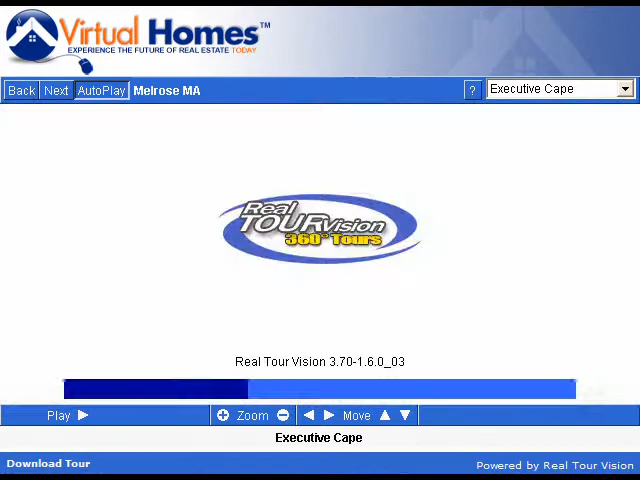 Virtual Homes™
EXPERIENCE THE FUTURE OF REAL ESTATE TODAY
Back Next AutoPlay Melrose MA ? Executive Cape
Real
TOURVision
360° Tours
Real Tour Vision 3.70-1.6.0_03
Play Zoom Move
Executive Cape
Download Tour Powered by Real Tour Vision